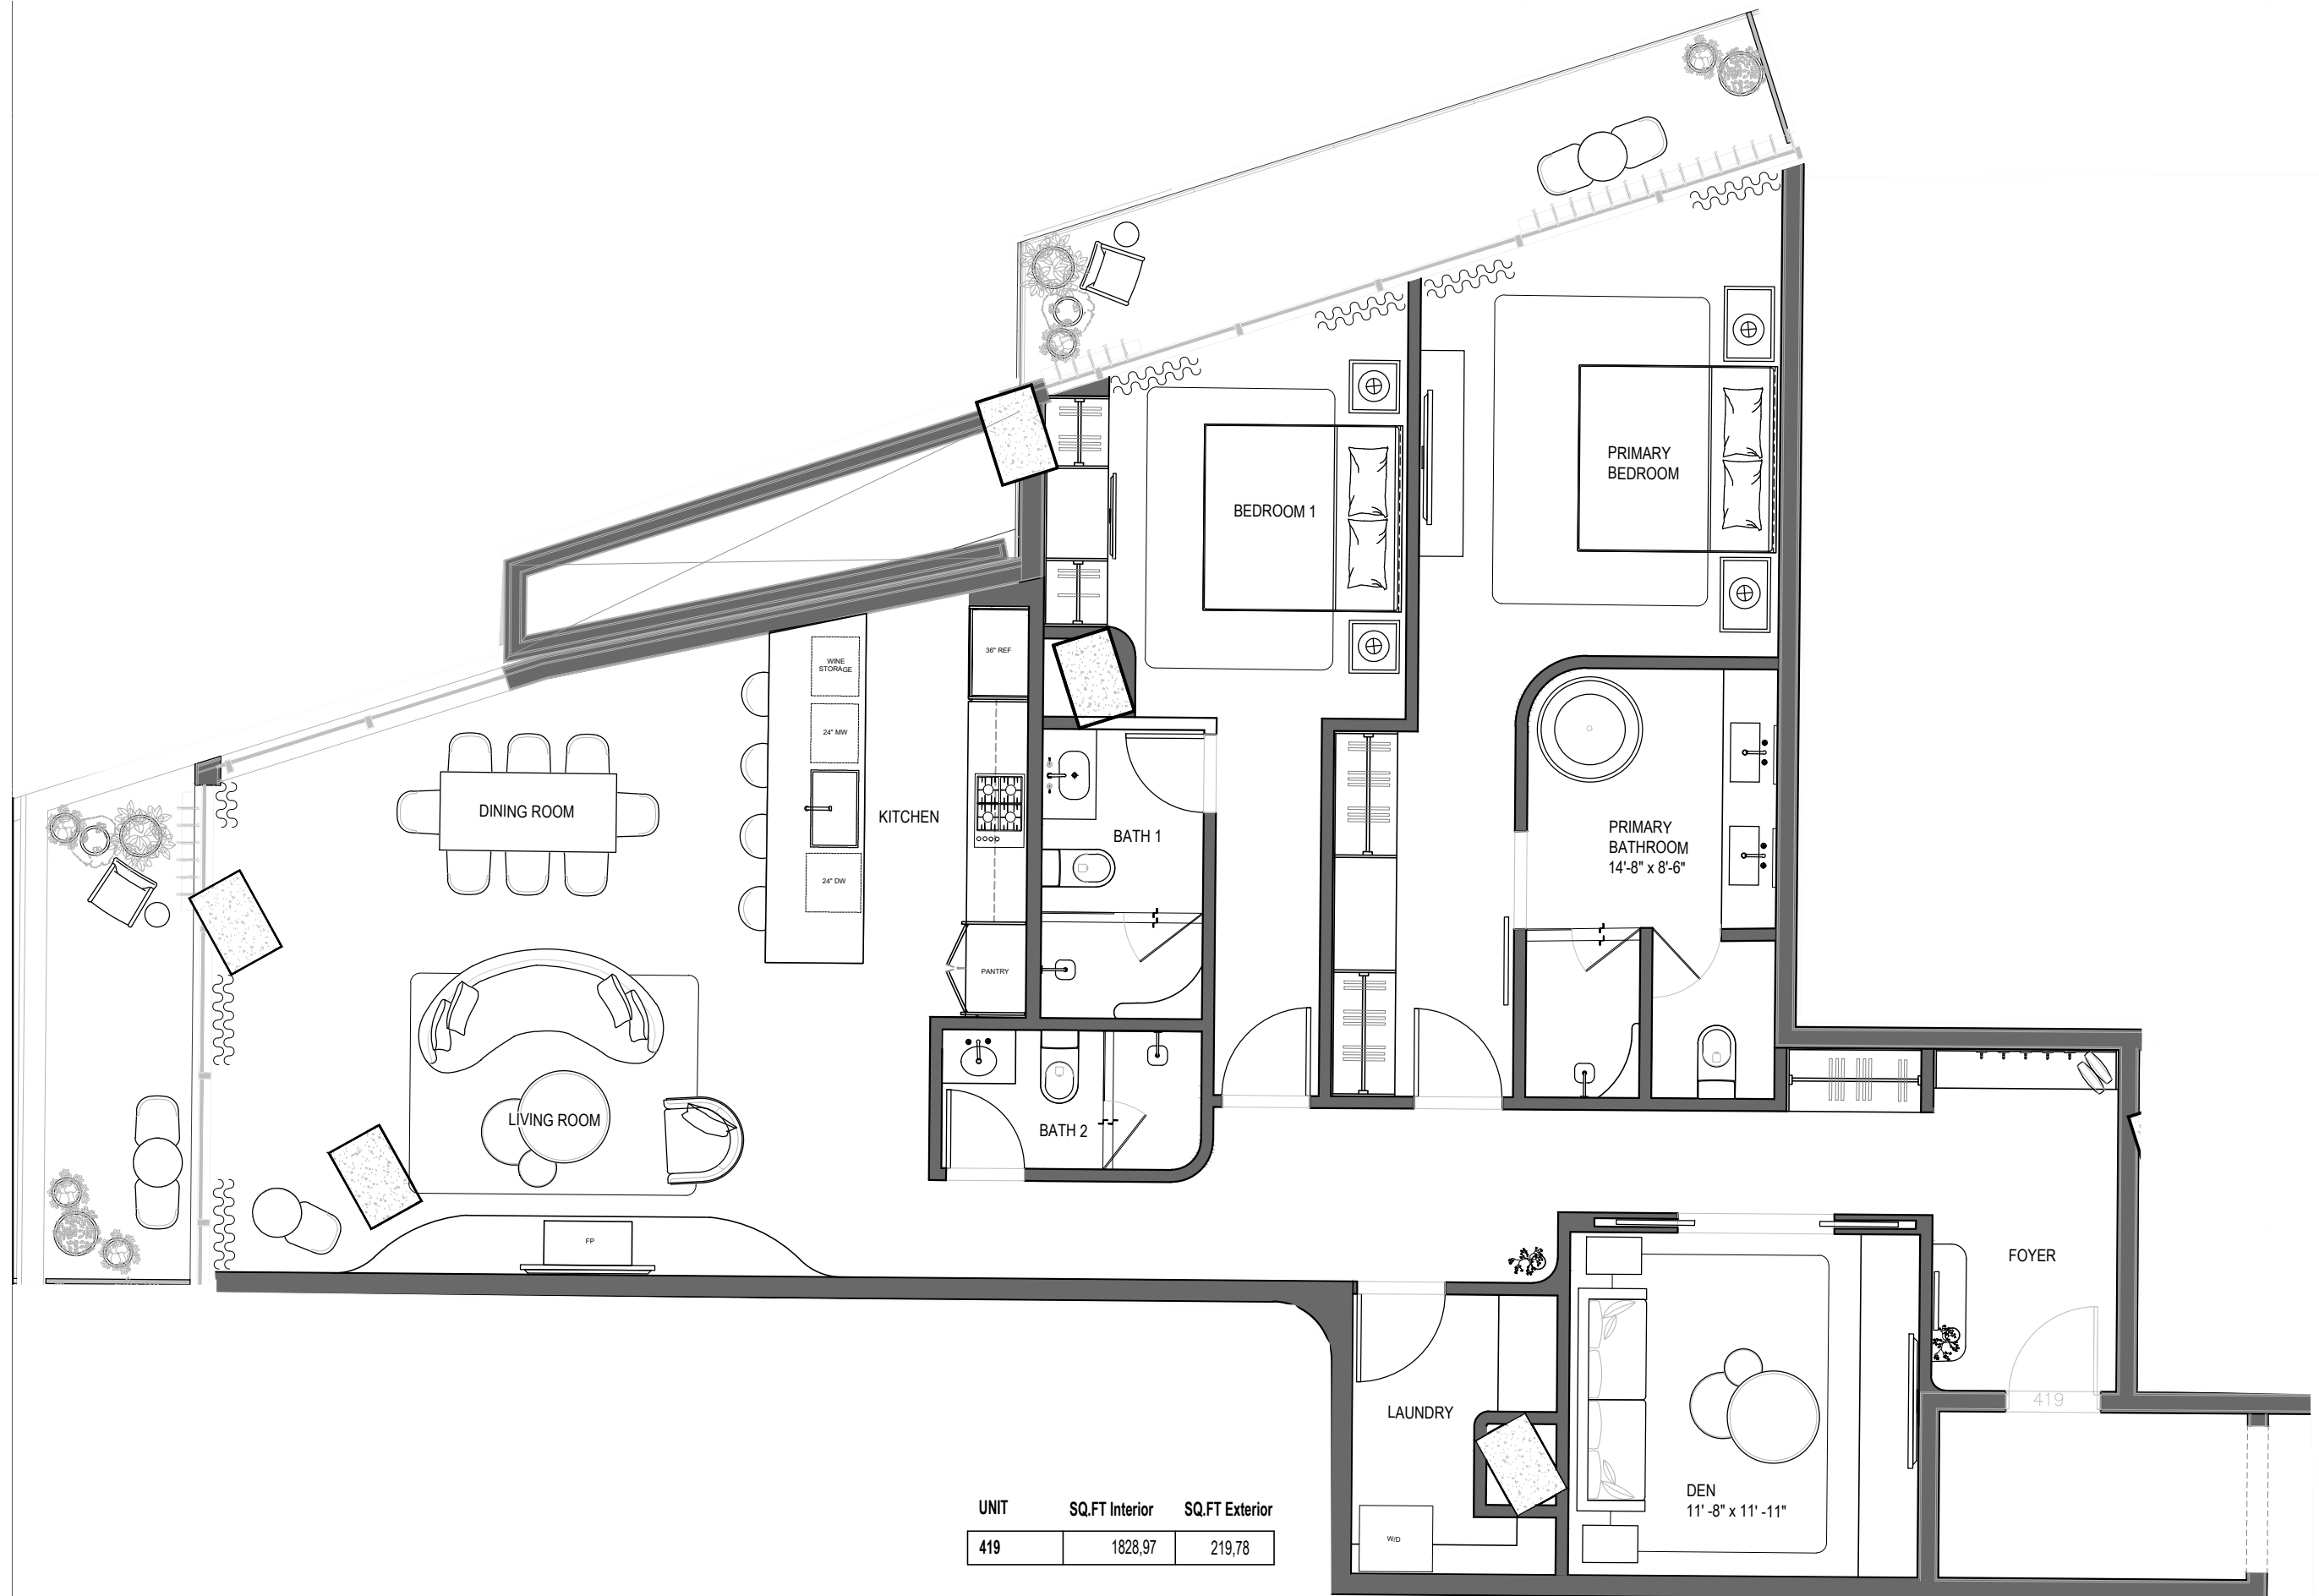 PRIMARY
BEDROOM
BEDROOM 1
36" REF
WINE
STORAGE
24" MW
DINING ROOM
KITCHEN
BATH 1
PRIMARY
BATHROOM
14'-8" x 8'-6"
24" DW
PANTRY
LIVING ROOM
BATH 2
FP
FOYER
419
LAUNDRY
DEN
11' -8" x 11' -11"
W/D
UNIT SQ.FT Interior SQ.FT Exterior
419 1828,97 219,78